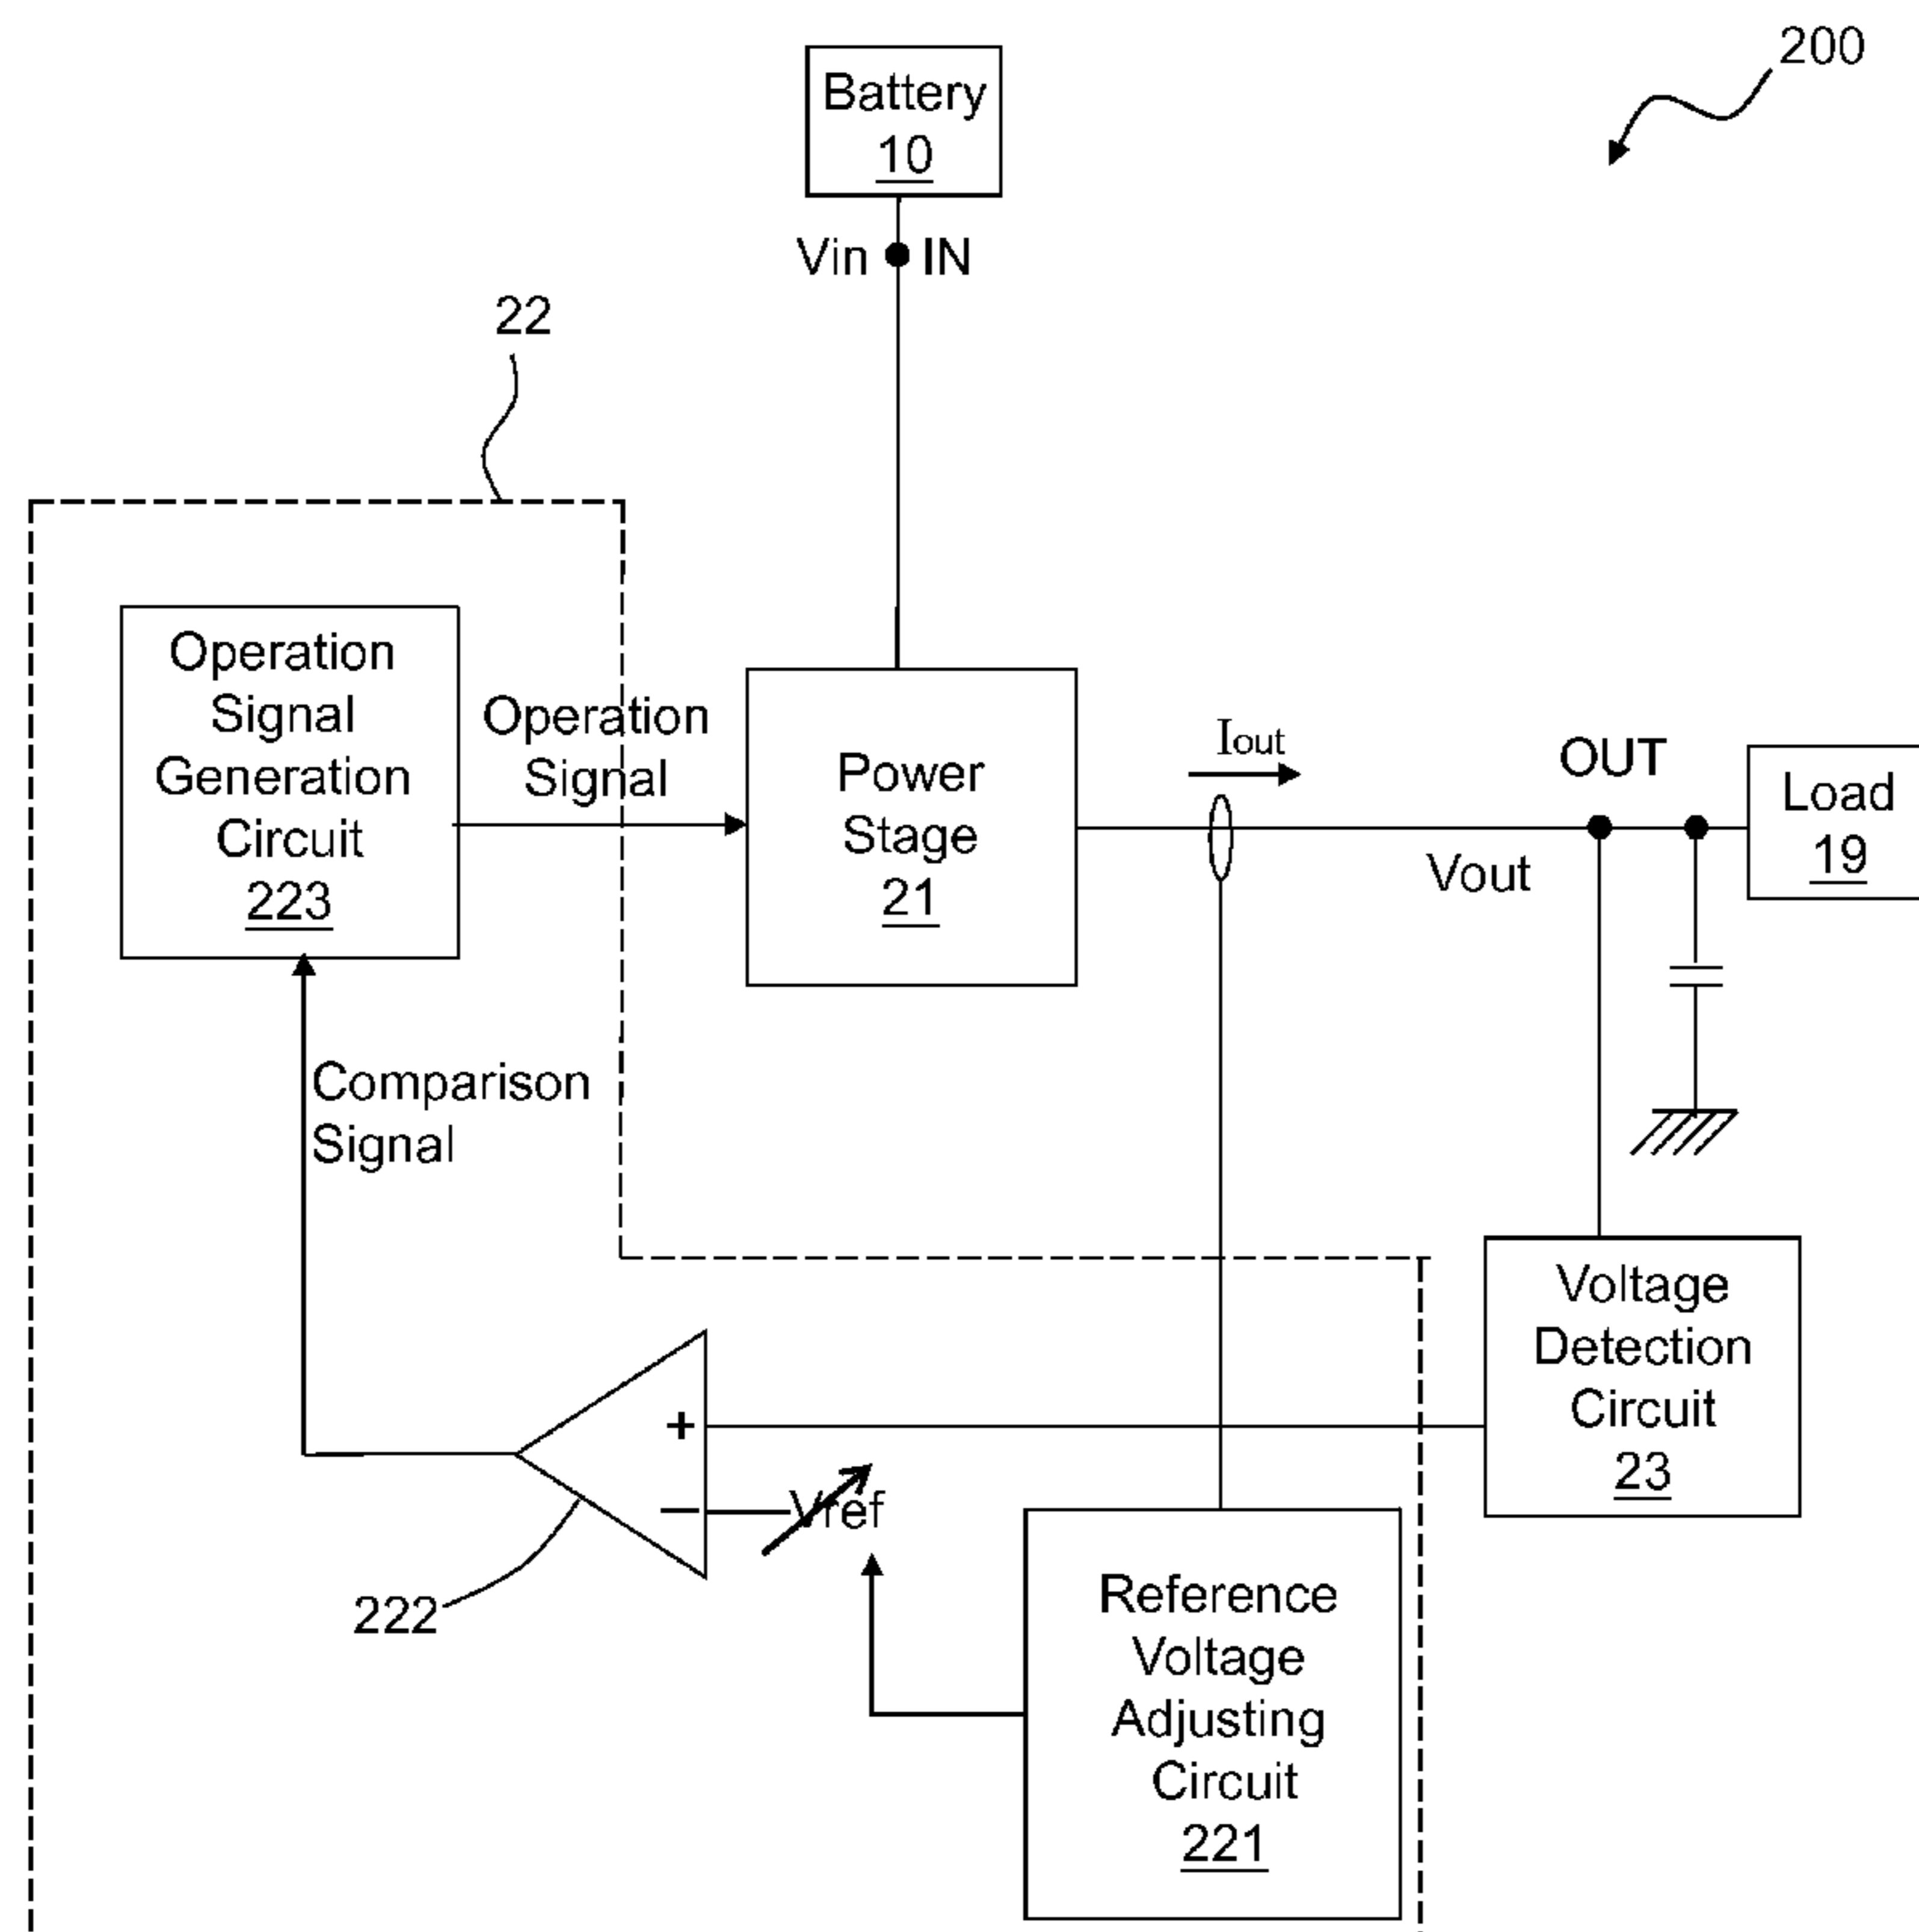 200
Battery
10
Vin IN
22
Operation
Signal
Generation
Circuit
223
Operation
Signal
Power
Stage
21
Iout
OUT
Vout
Load
19
Comparison
Signal
Voltage
Detection
Circuit
23
+
−
Vref
222
Reference
Voltage
Adjusting
Circuit
221